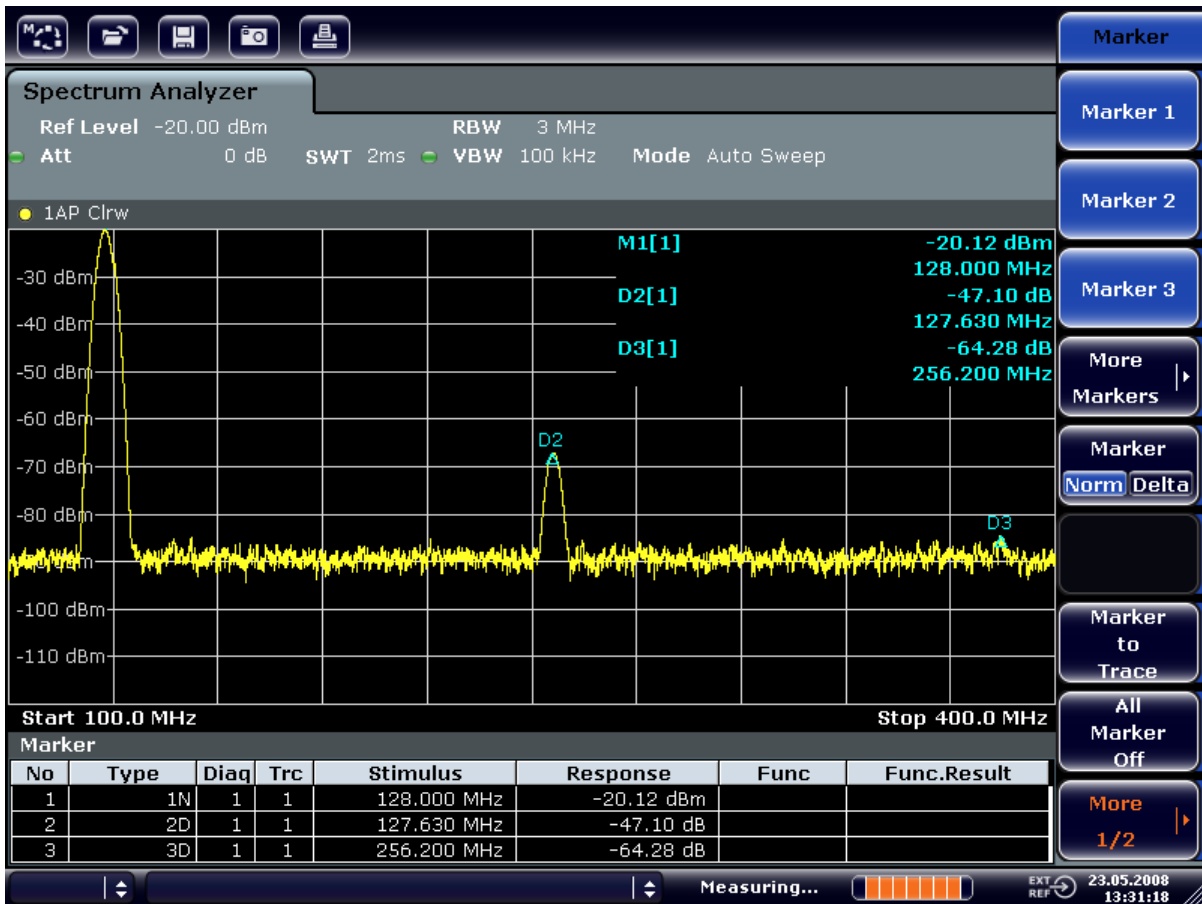 M
Marker
Spectrum Analyzer
Ref Level -20.00 dBm RBW 3 MHz
Att 0 dB SWT 2ms VBW 100 kHz Mode Auto Sweep
1AP Clrw
M1[1] -20.12 dBm
128.000 MHz
D2[1] -47.10 dB
127.630 MHz
D3[1] -64.28 dB
256.200 MHz
-30 dBm
-40 dBm
-50 dBm
-60 dBm
-70 dBm
-80 dBm
-100 dBm
-110 dBm
D2
D3
Start 100.0 MHz Stop 400.0 MHz
Marker
No Type Diag Trc Stimulus Response Func Func.Result
1 1N 1 1 128.000 MHz -20.12 dBm
2 2D 1 1 127.630 MHz -47.10 dB
3 3D 1 1 256.200 MHz -64.28 dB
Marker 1
Marker 2
Marker 3
More
Markers
Marker
Norm Delta
Marker
to
Trace
All
Marker
Off
More
1/2
Measuring... EXT REF 23.05.2008
13:31:18